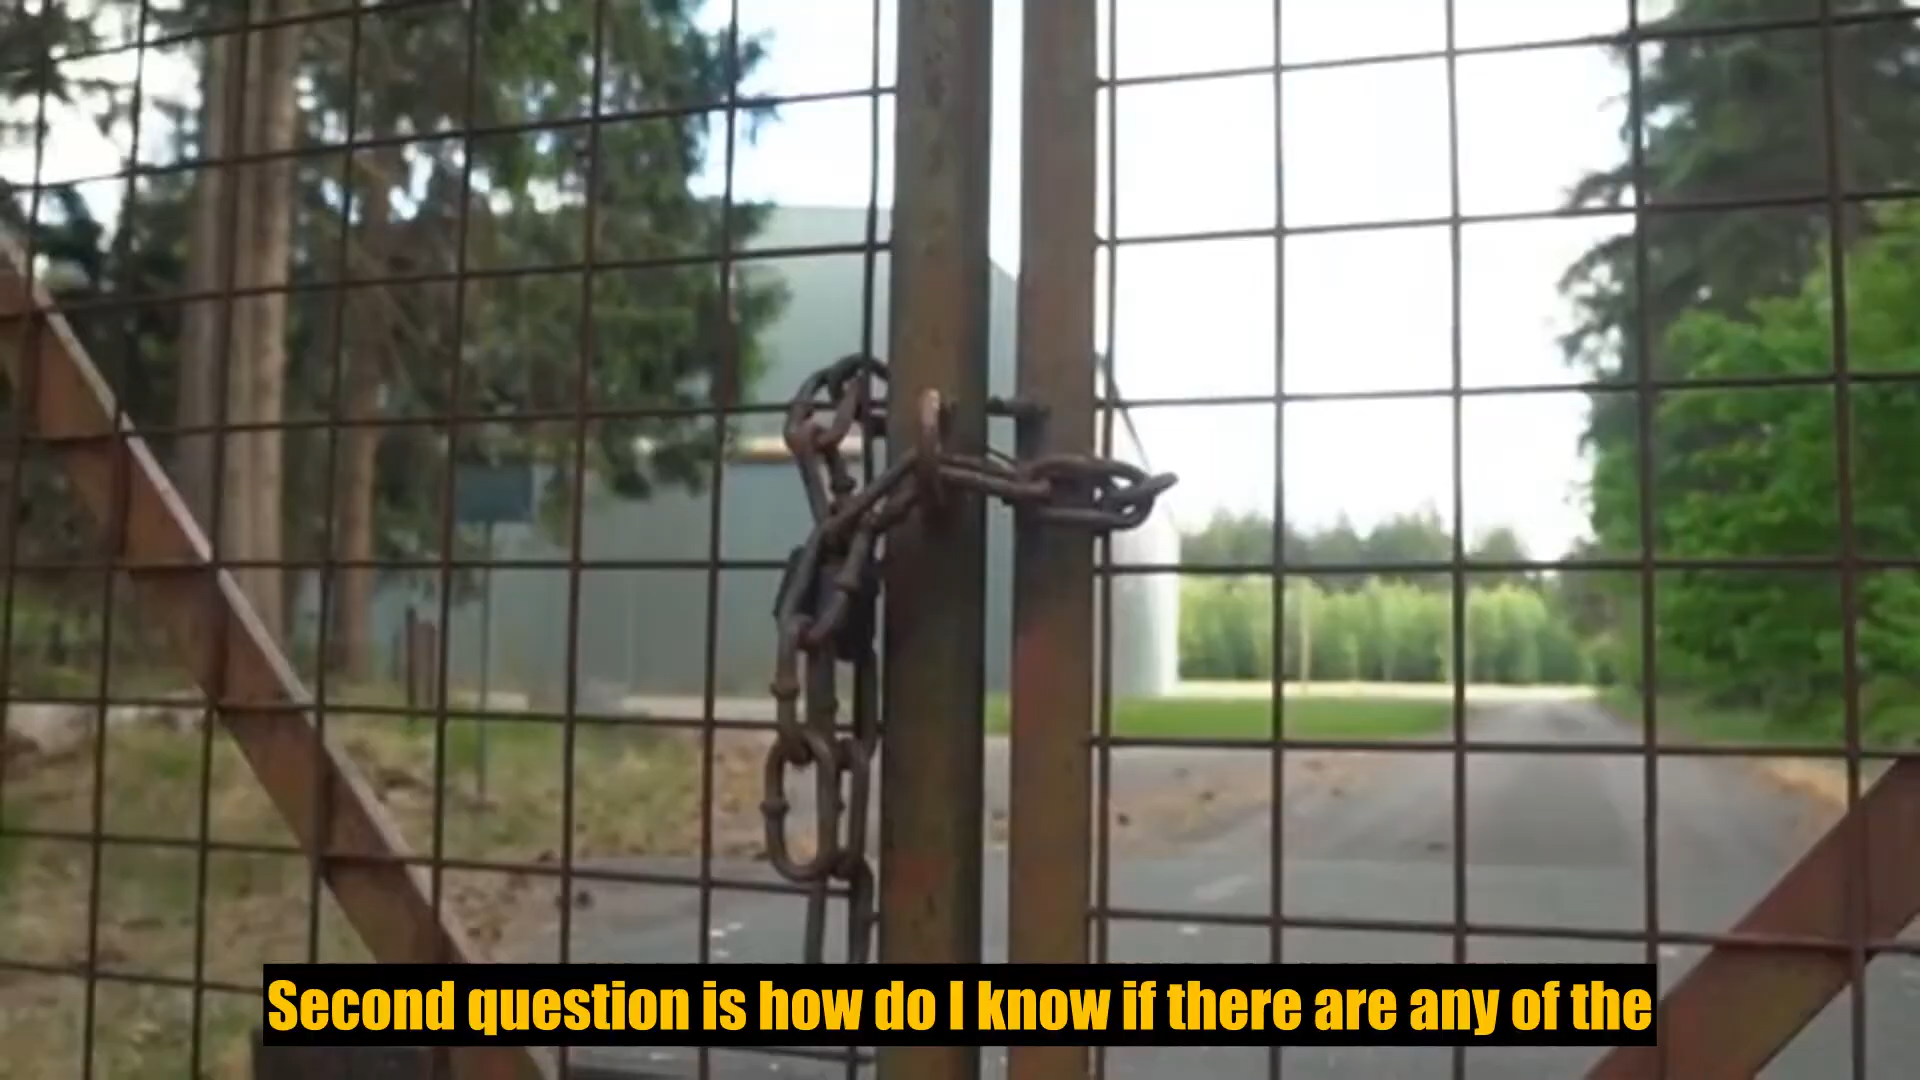 Second question is how do I know if there are any of the